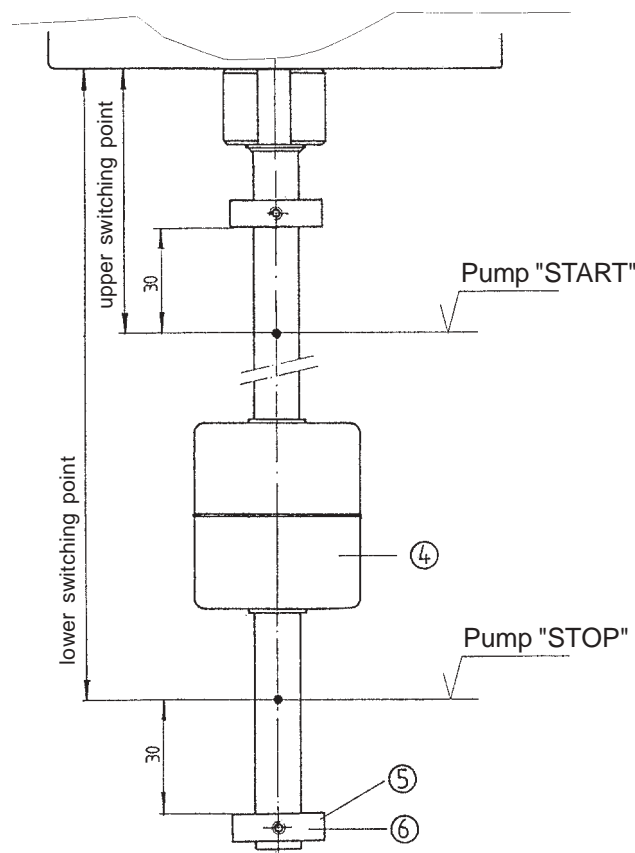 upper switching point
30
Pump "START"
lower switching point
4
Pump "STOP"
30
5
6